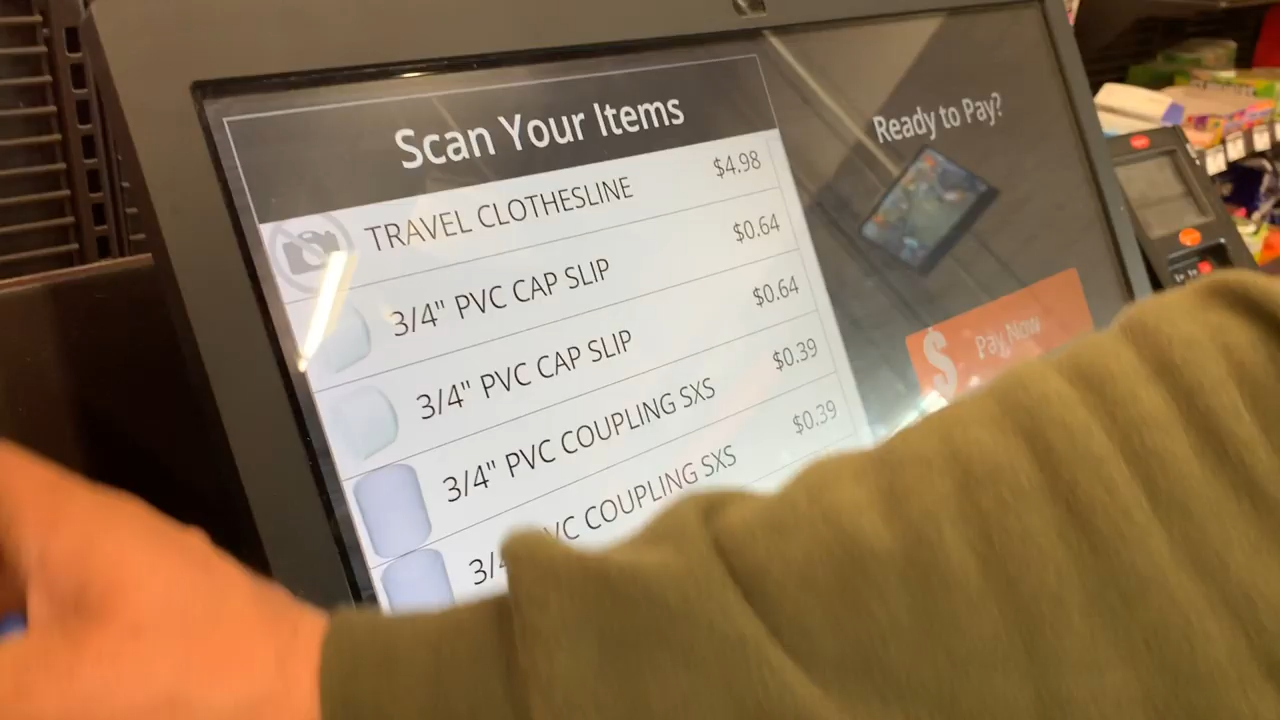 Scan Your Items
TRAVEL CLOTHESLINE $4.98
3/4" PVC CAP SLIP $0.64
3/4" PVC CAP SLIP $0.64
3/4" PVC COUPLING SXS $0.39
3/4 VC COUPLING SXS $0.39
Ready to Pay?
$ Pay Now